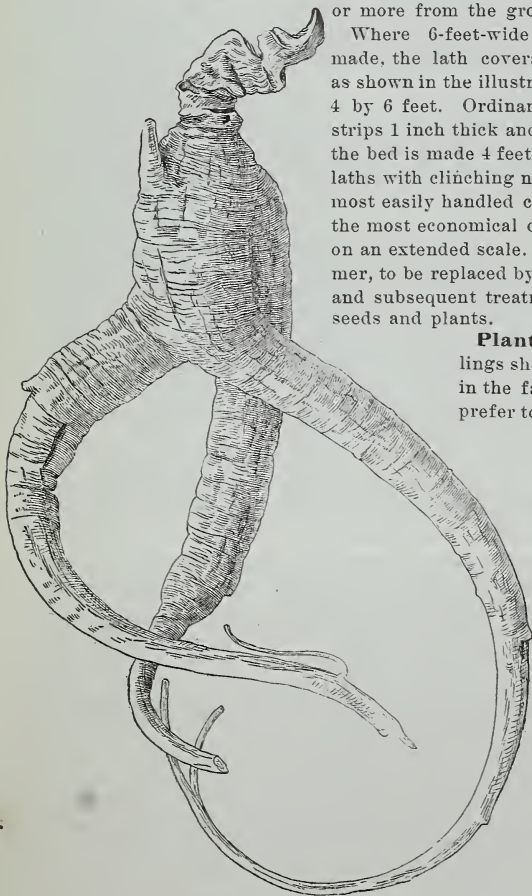 or more from the gro
Where 6-feet-wide
made, the lath cover
as shown in the illustr
4 by 6 feet. Ordinar
strips 1 inch thick and
the bed is made 4 feet
laths with clinching n
most easily handled c
the most economical o
on an extended scale.
mer, to be replaced by
and subsequent treatr
seeds and plants.
Plant
lings sh
in the fa
prefer to